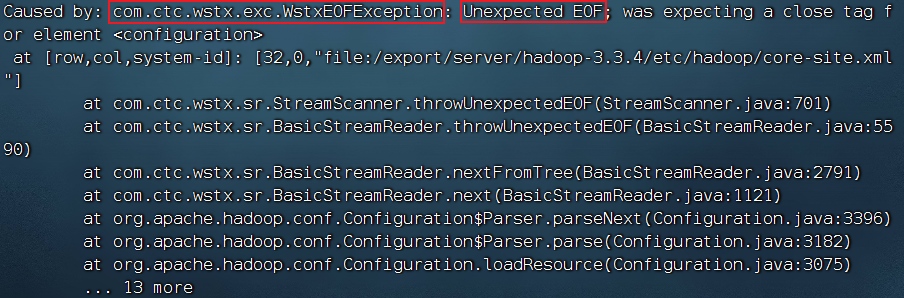 Caused by: com.ctc.wstx.exc.WstxEOFException: Unexpected EOF; was expecting a close tag f
or element <configuration>
at [row,col,system-id]: [32,0,"file:/export/server/hadoop-3.3.4/etc/hadoop/core-site.xml
"]
at com.ctc.wstx.sr.StreamScanner.throwUnexpectedEOF(StreamScanner.java:701)
at com.ctc.wstx.sr.BasicStreamReader.throwUnexpectedEOF(BasicStreamReader.java:55
90)
at com.ctc.wstx.sr.BasicStreamReader.nextFromTree(BasicStreamReader.java:2791)
at com.ctc.wstx.sr.BasicStreamReader.next(BasicStreamReader.java:1121)
at org.apache.hadoop.conf.Configuration$Parser.parseNext(Configuration.java:3396)
at org.apache.hadoop.conf.Configuration$Parser.parse(Configuration.java:3182)
at org.apache.hadoop.conf.Configuration.loadResource(Configuration.java:3075)
... 13 more